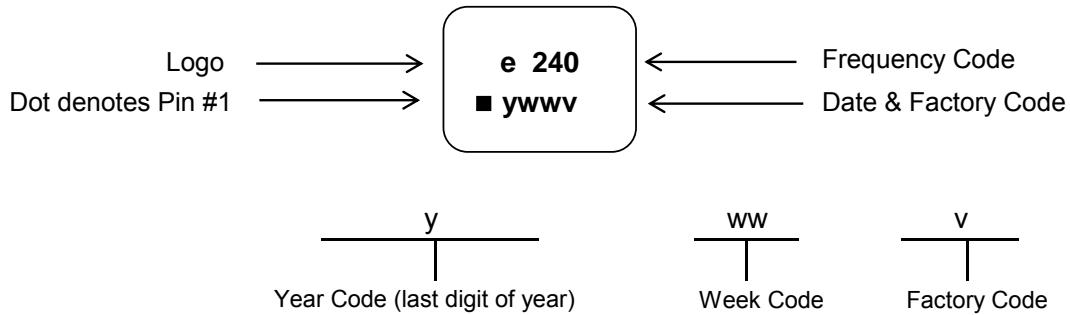 Logo
e 240
Frequency Code
Dot denotes Pin #1
■ ywwv
Date & Factory Code
y
ww
v
Year Code (last digit of year)
Week Code
Factory Code